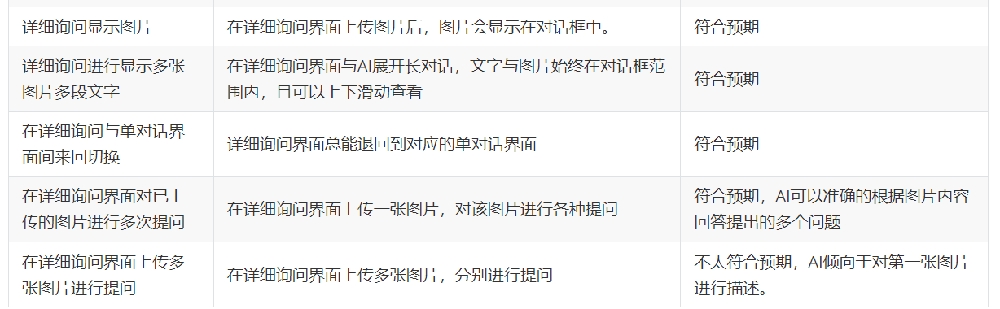 详细询问显示图片
在详细询问界面上传图片后，图片会显示在对话框中。
符合预期
详细询问进行显示多张
图片多段文字
在详细询问界面与AI展开长对话，文字与图片始终在对话框范
围内，且可以上下滑动查看
符合预期
在详细询问与单对话界
面间来回切换
详细询问界面总能退回到对应的单对话界面
符合预期
在详细询问界面对已上
传的图片进行多次提问
在详细询问界面上传一张图片，对该图片进行各种提问
符合预期，AI可以准确的根据图片内容
回答提出的多个问题
在详细询问界面上传多
张图片进行提问
在详细询问界面上传多张图片，分别进行提问
不太符合预期，AI倾向于对第一张图片
进行描述。